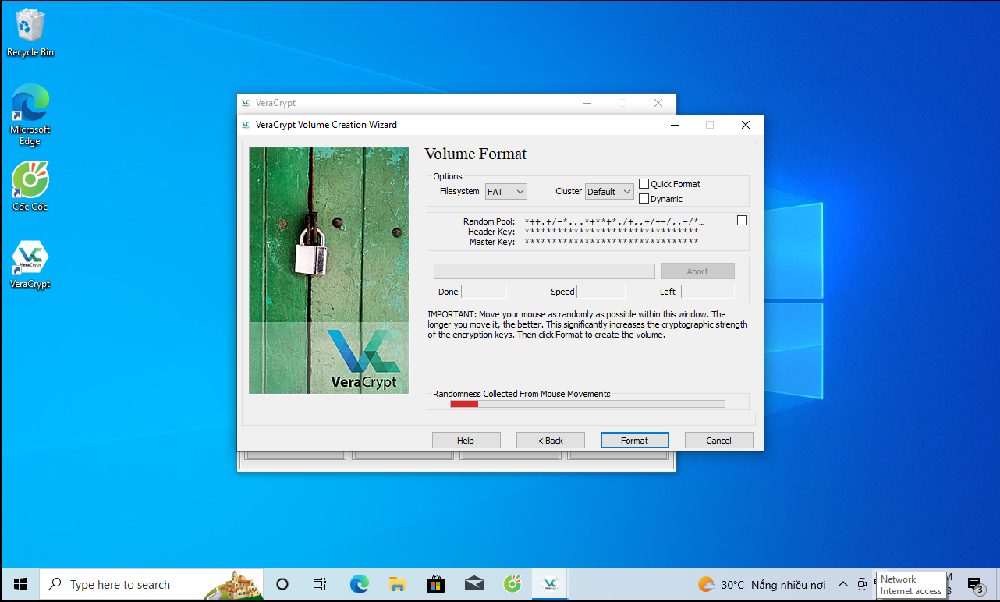 Recycle Bin
Microsoft
Edge
Cốc Cốc
VeraCrypt
VeraCrypt
VeraCrypt
VeraCrypt Volume Creation Wizard
VeraCrypt
Volume Format
Options
Filesystem FAT Cluster Default Quick Format
Dynamic
Random Pool: *++.+/-*.,.*+**+*./+,,+/--/,,-/*...
Header Key: ********************************
Master Key: ********************************
Abort
Done Speed Left
IMPORTANT: Move your mouse as randomly as possible within this window. The
longer you move it, the better. This significantly increases the cryptographic strength
of the encryption keys. Then click Format to create the volume.
Randomness Collected From Mouse Movements
Help < Back Format Cancel
Type here to search
30°C Nắng nhiều nơi
Network
Internet access
3